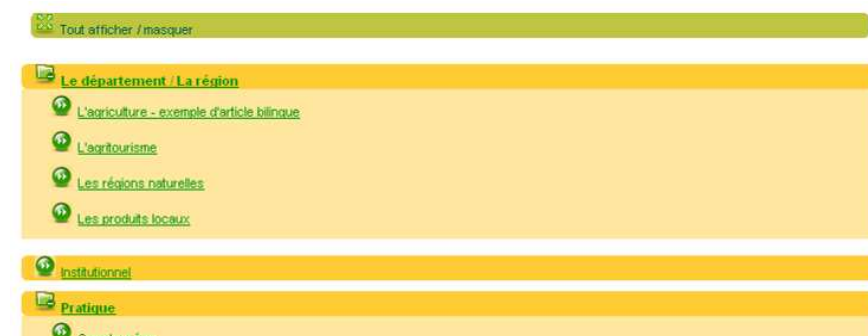 Tout afficher / masquer
Le département / La région
L'agriculture - exemple d'article bilingue
L'agritourisme
Les régions naturelles
Les produits locaux
Institutionnel
Pratique